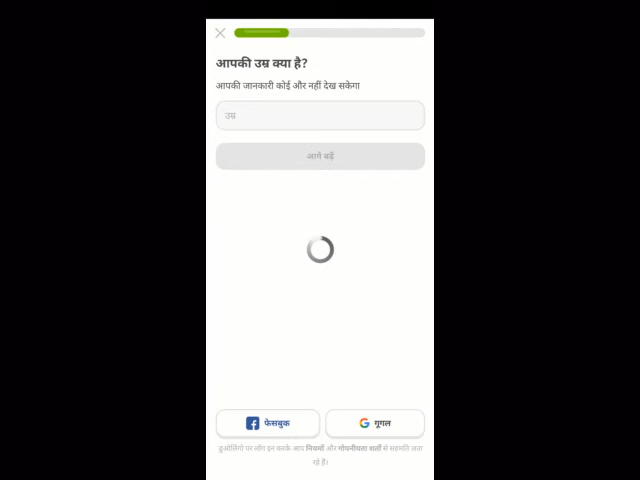 आपकी उम्र क्या है?
आपकी जानकारी कोई और नहीं देख सकेगा
उम्र
आगे बढ़ें
फेसबुक
गूगल
डुओलिंगो पर लॉग इन करके आप नियमों और गोपनीयता शर्तों से सहमति जता
रहे हैं।